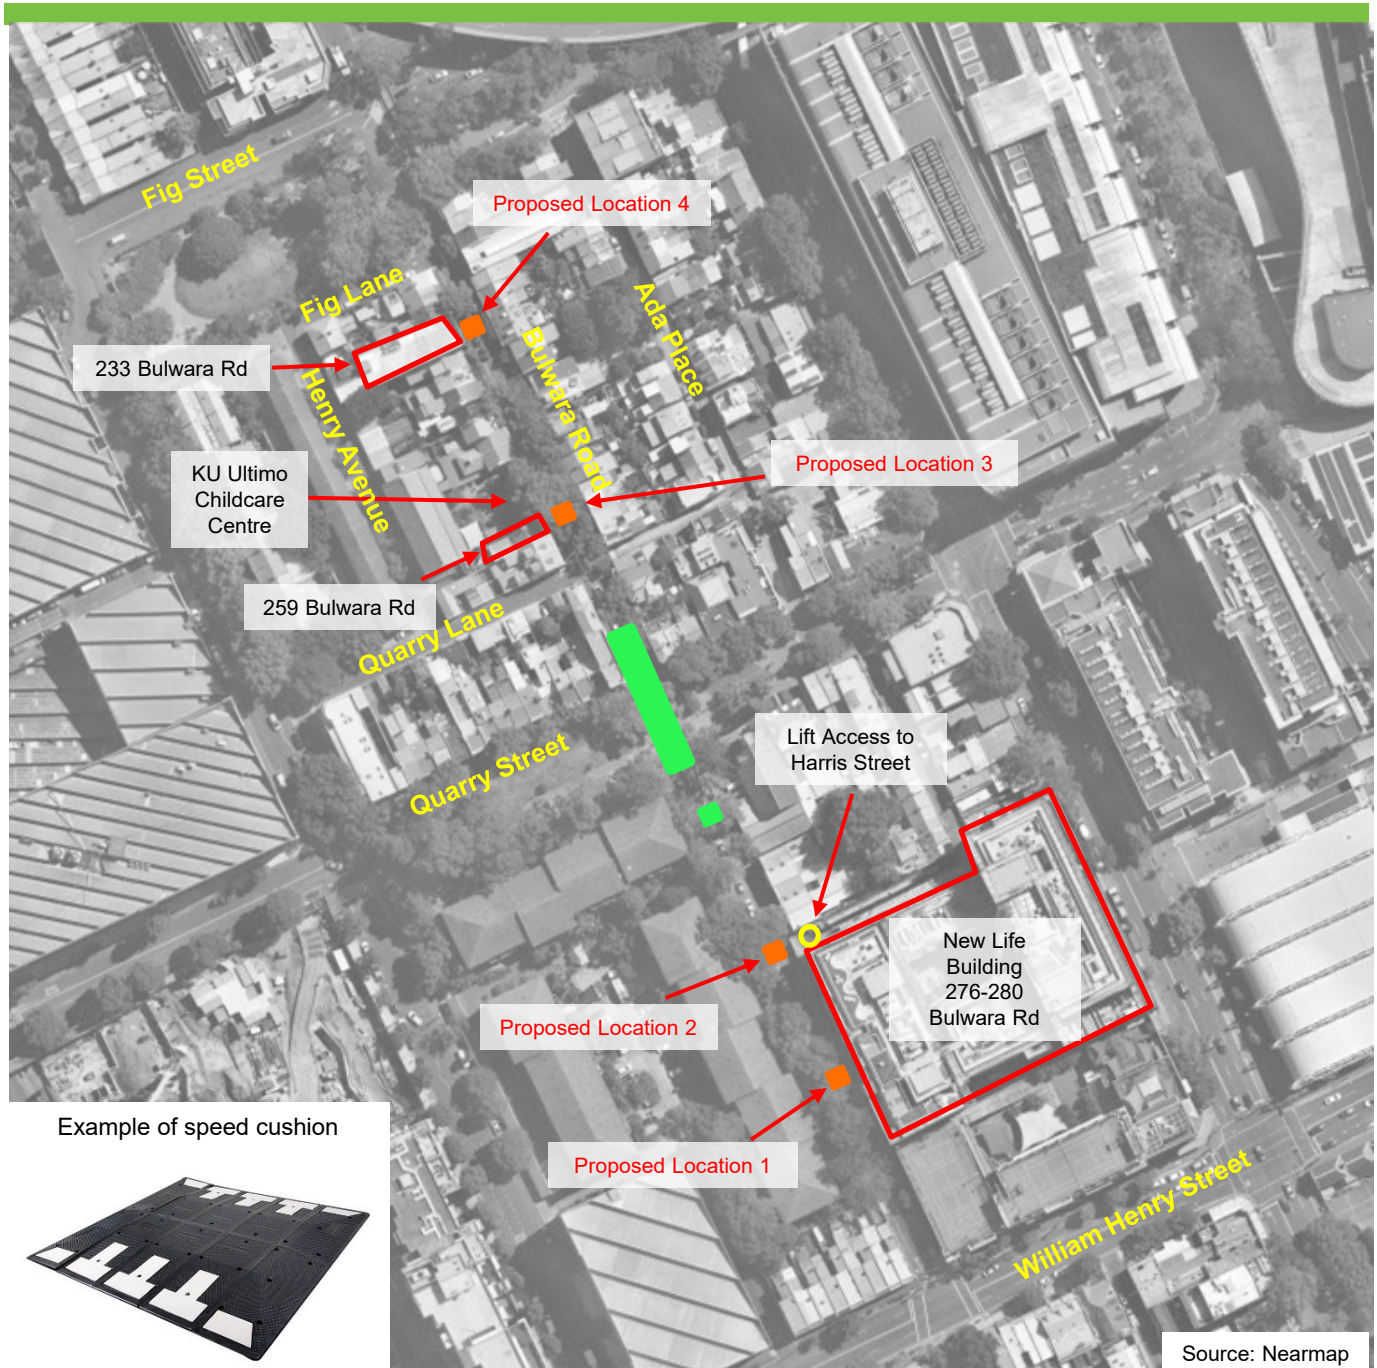 Fig Street
Proposed Location 4
Fig Lane
Ada Place
233 Bulwara Rd
Bulwara Road
Henry Avenue
Proposed Location 3
KU Ultimo
Childcare
Centre
259 Bulwara Rd
Quarry Lane
Lift Access to
Harris Street
Quarry Street
New Life
Building
276-280
Bulwara Rd
Proposed Location 2
Example of speed cushion
Proposed Location 1
William Henry Street
Source: Nearmap